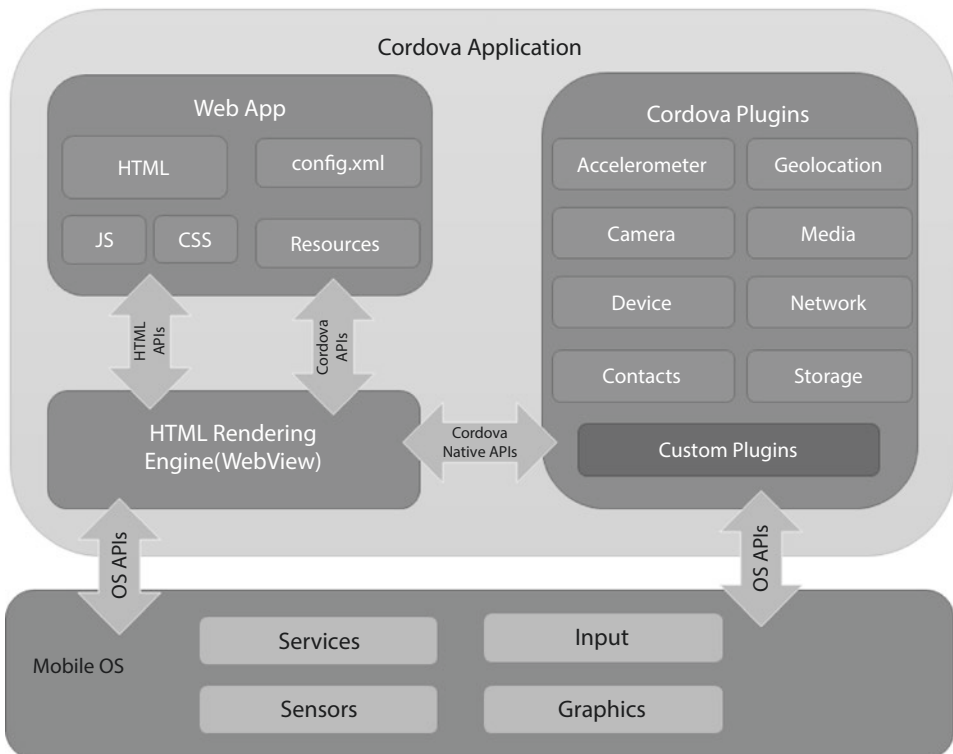 Cordova Application
Web App
HTML
config.xml
JS
CSS
Resources
HTML
APIs
Cordova
APIs
HTML Rendering
Engine(WebView)
Cordova
Native APIs
Cordova Plugins
Accelerometer
Geolocation
Camera
Media
Device
Network
Contacts
Storage
Custom Plugins
OS APIs
OS APIs
Mobile OS
Services
Input
Sensors
Graphics